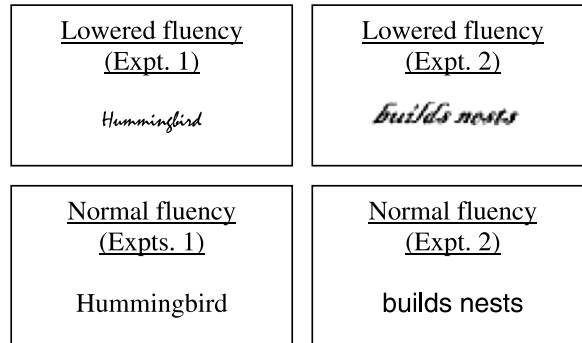 Lowered fluency
(Expt. 1)
Hummingbird
Lowered fluency
(Expt. 2)
builds nests
Normal fluency
(Expts. 1)
Hummingbird
Normal fluency
(Expt. 2)
builds nests